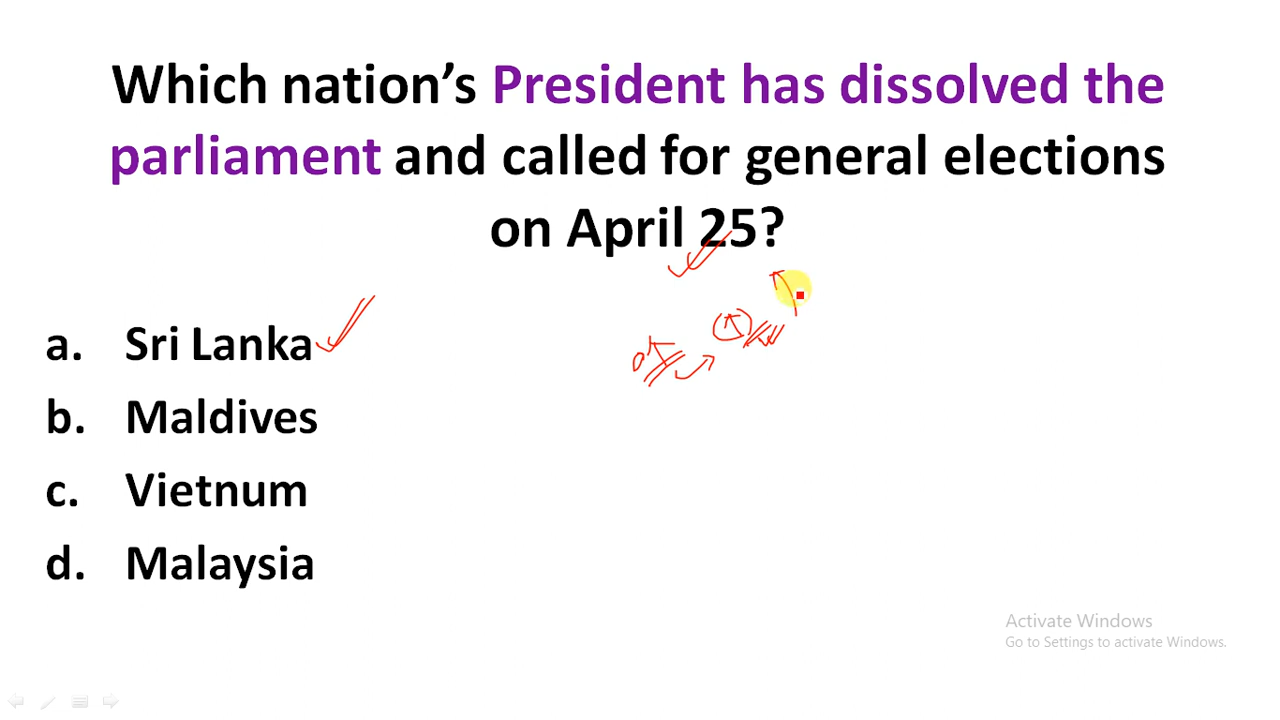 Which nation’s President has dissolved the
parliament and called for general elections
on April 25?
a. Sri Lanka
b. Maldives
c. Vietnum
d. Malaysia
Activate Windows
Go to Settings to activate Windows.